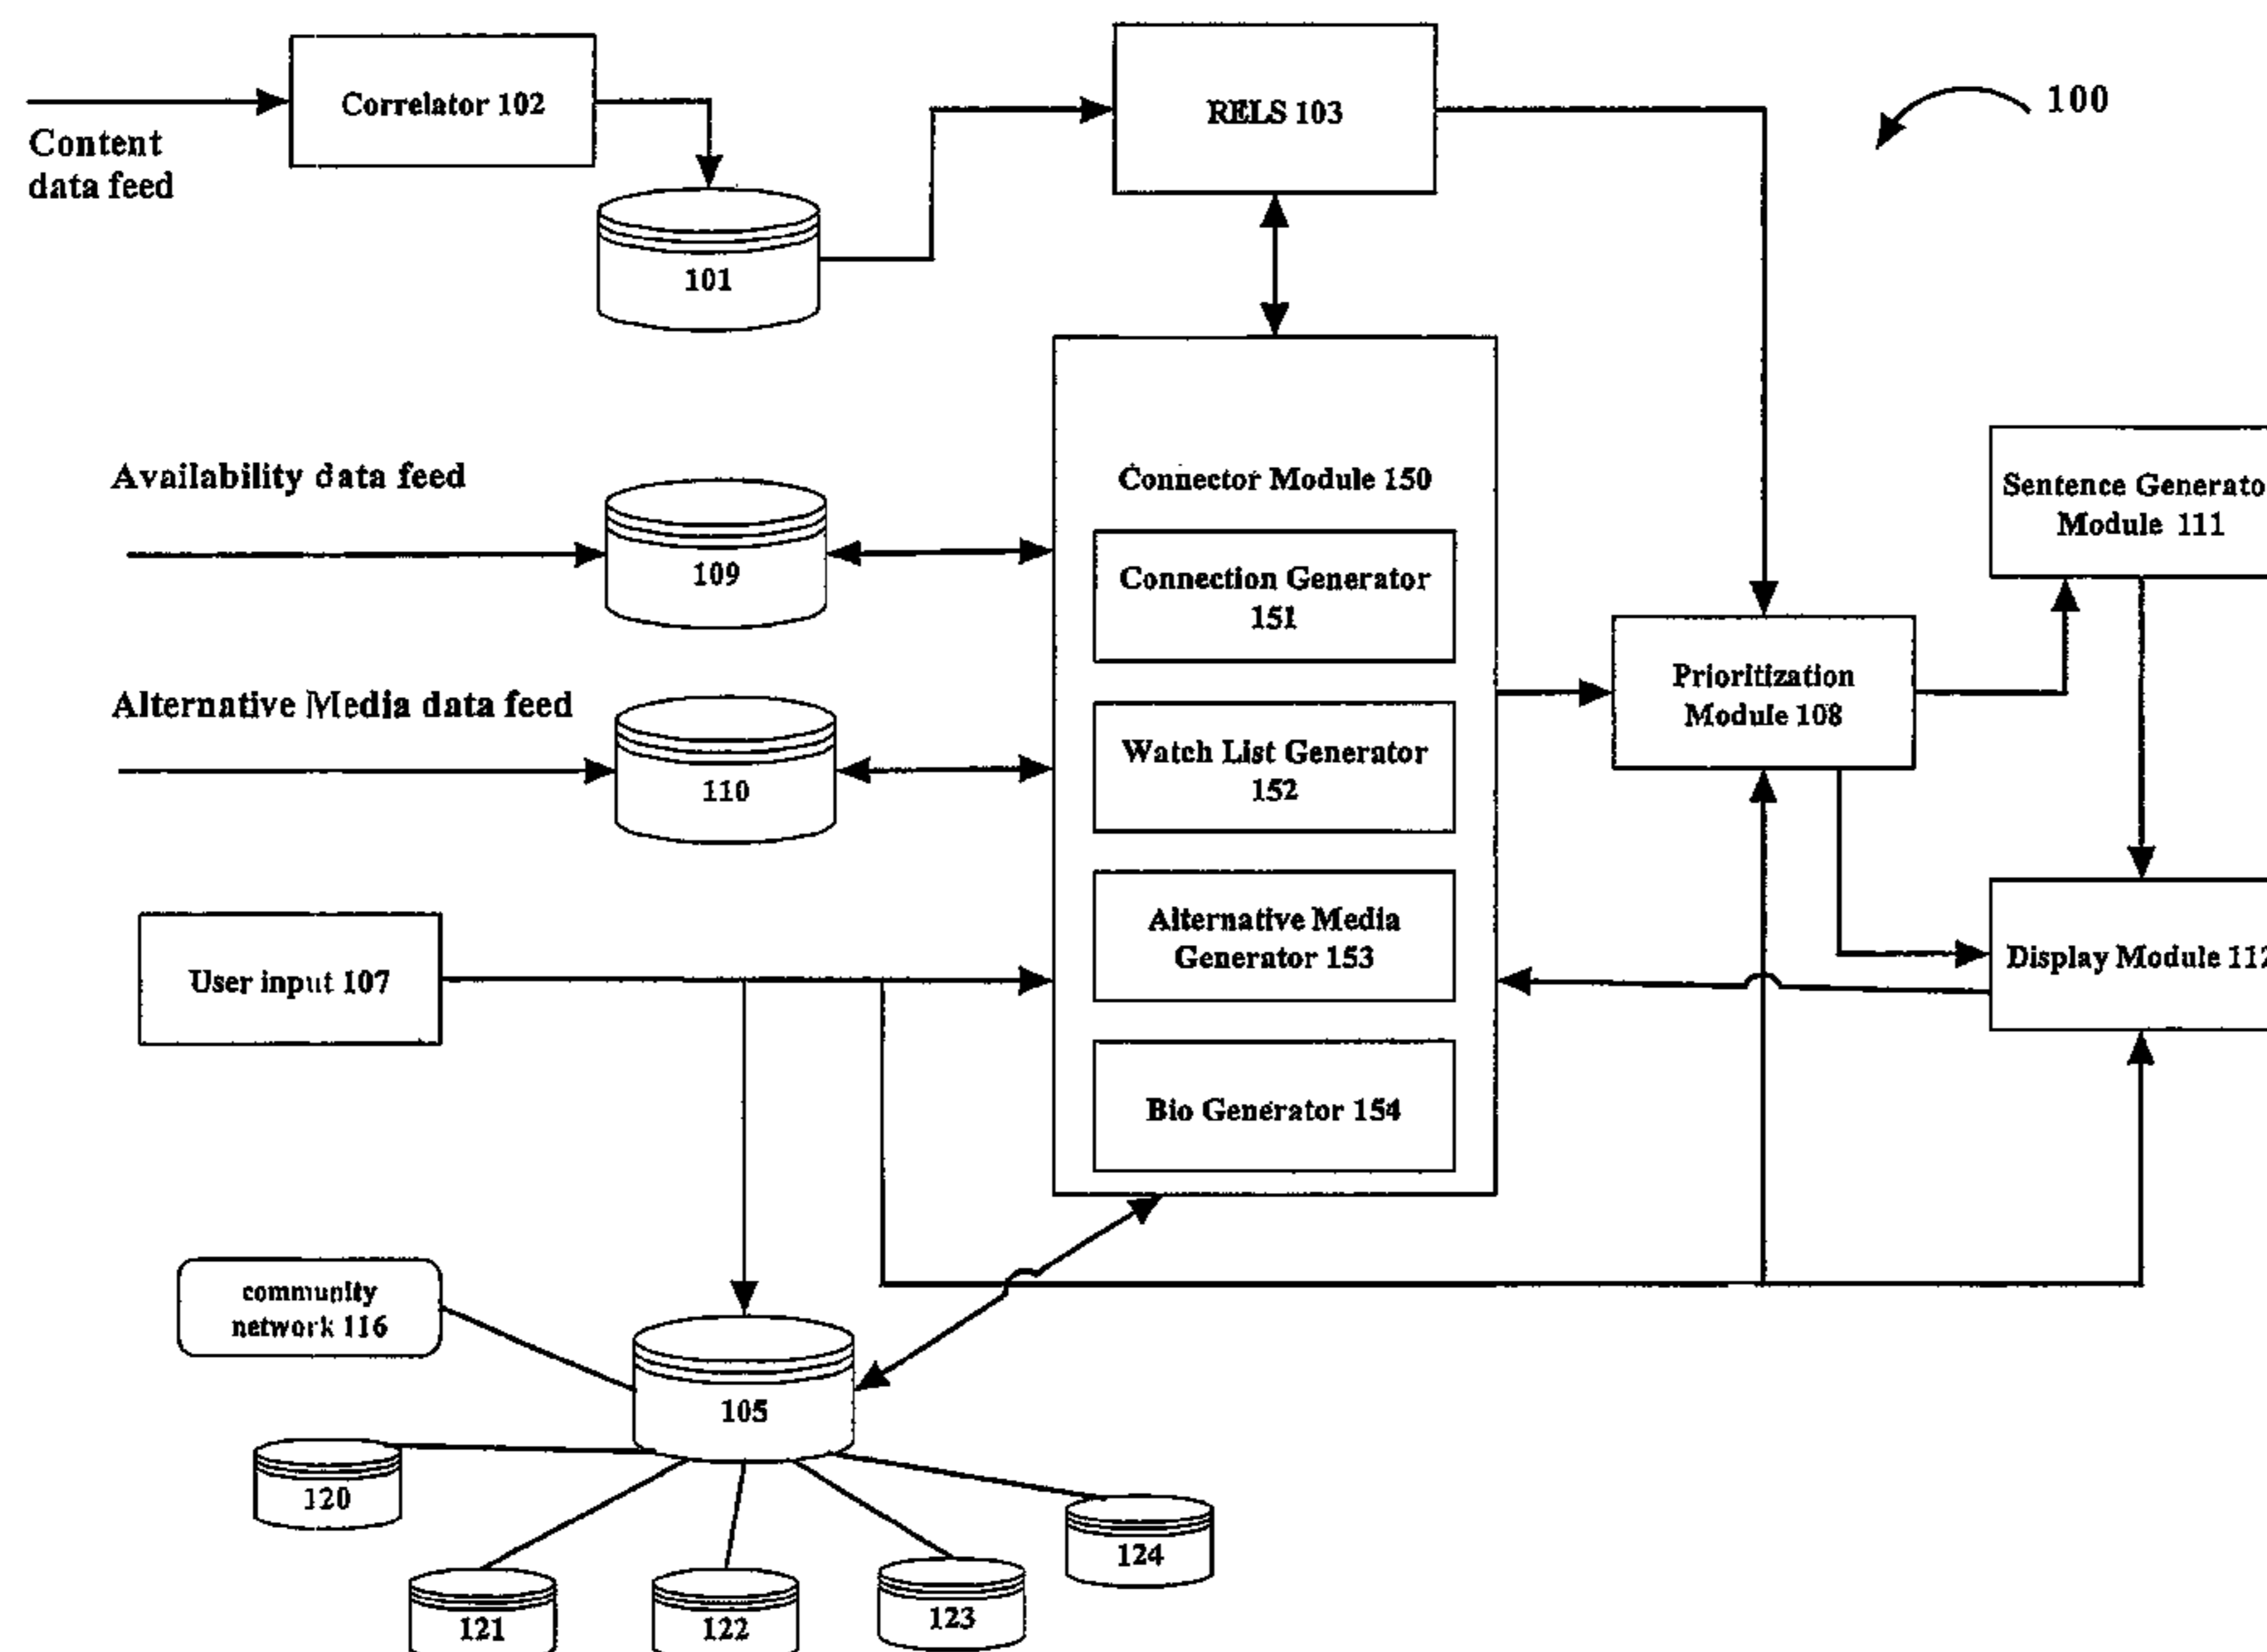 Correlator 102
RELS 103
100
Content
data feed
101
Availability data feed
109
Connector Module 150
Sentence Generato
Module 111
Connection Generator
151
Alternative Media data feed
110
Watch List Generator
152
Prioritization
Module 108
User input 107
Alternative Media
Generator 153
Display Module 112
Bio Generator 154
community
network 116
105
120
121
122
123
124